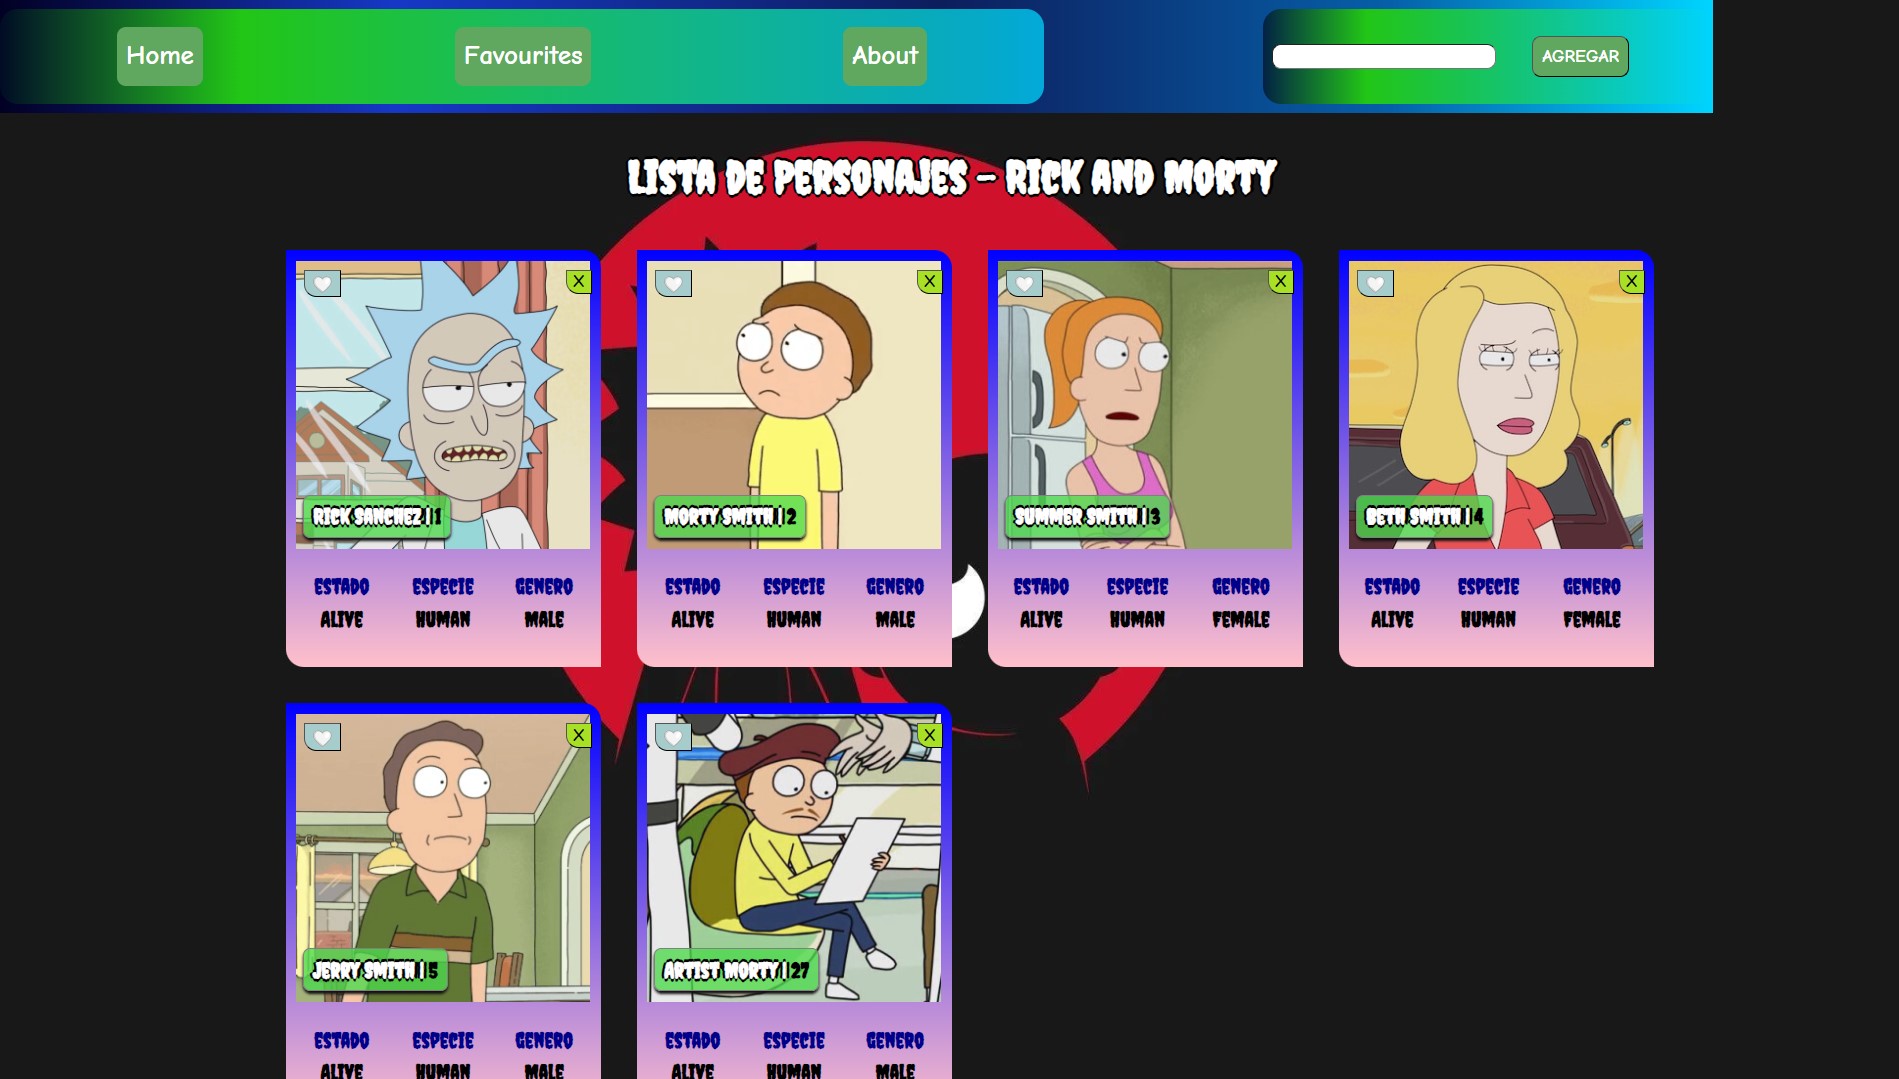 Home Favourites About AGREGAR
LISTA DE PERSONAJES - RICK AND MORTY
X X X X
RICK SANCHEZ | 1 MORTY SMITH | 2 SUMMER SMITH | 3 BETH SMITH | 4
ESTADO ESPECIE GENERO ESTADO ESPECIE GENERO ESTADO ESPECIE GENERO ESTADO ESPECIE GENERO
ALIVE HUMAN MALE ALIVE HUMAN MALE ALIVE HUMAN FEMALE ALIVE HUMAN FEMALE
X X
JERRY SMITH | 5 ARTIST MORTY | 27
ESTADO ESPECIE GENERO ESTADO ESPECIE GENERO
ALIVE HUMAN MALE ALIVE HUMAN MALE